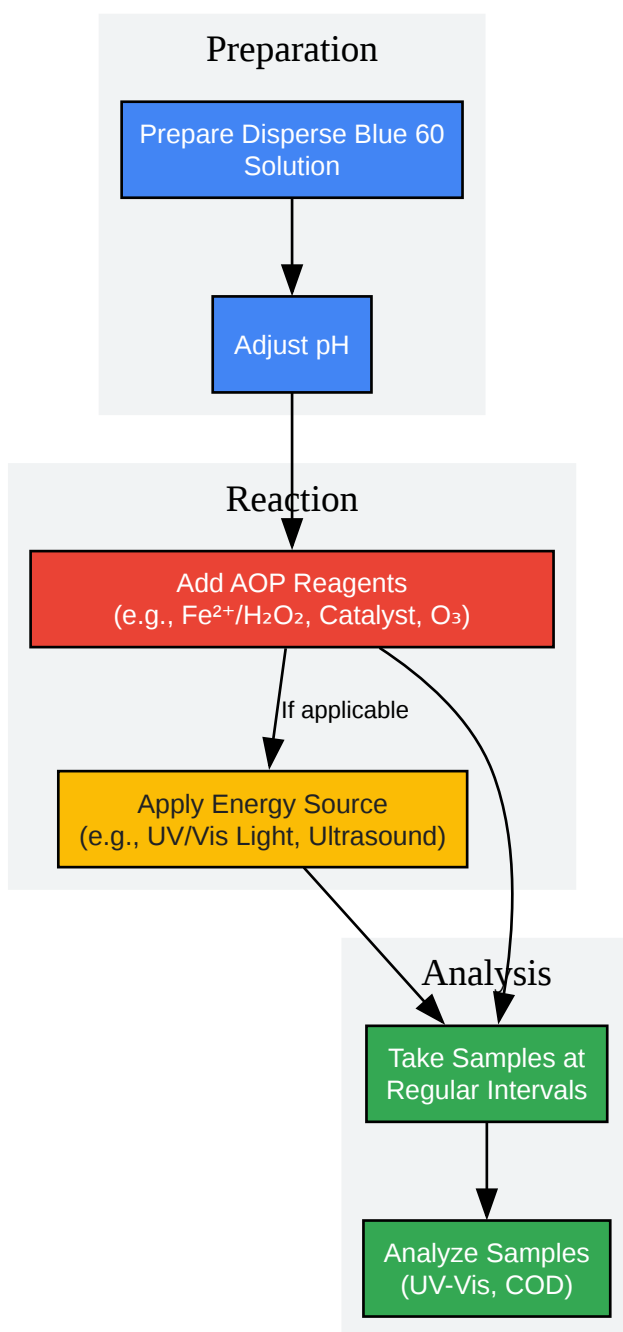 Preparation
Prepare Disperse Blue 60
Solution
Adjust pH
Reaction
Add AOP Reagents
(e.g., Fe²⁺/H₂O₂, Catalyst, O₃)
If applicable
Apply Energy Source
(e.g., UV/Vis Light, Ultrasound)
Analysis
Take Samples at
Regular Intervals
Analyze Samples
(UV-Vis, COD)